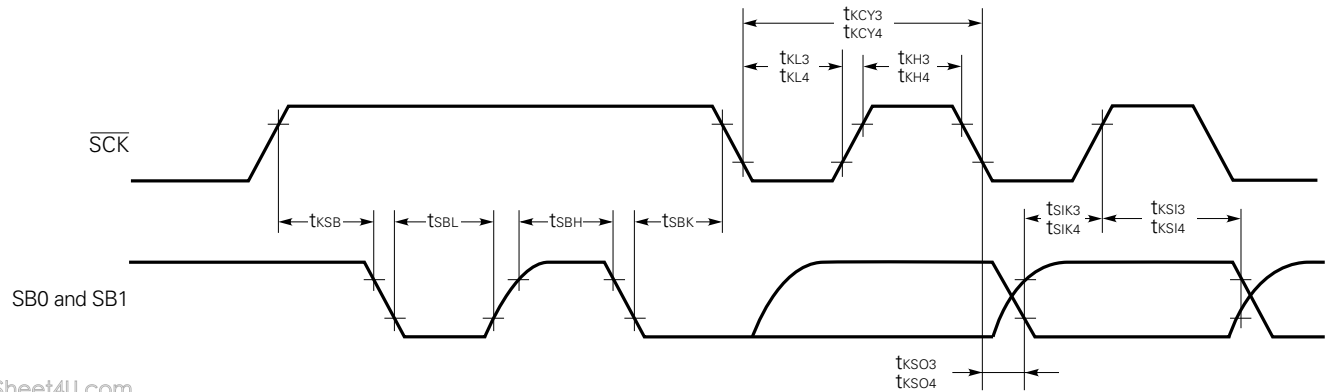 tKCY3
tKCY4
tKL3
tKL4
tKH3
tKH4
SCK
tKSB
tSBL
tSBH
tSBK
tSIK3
tSIK4
tKSI3
tKSI4
SB0 and SB1
tKSO3
tKSO4
Sheet4U.com